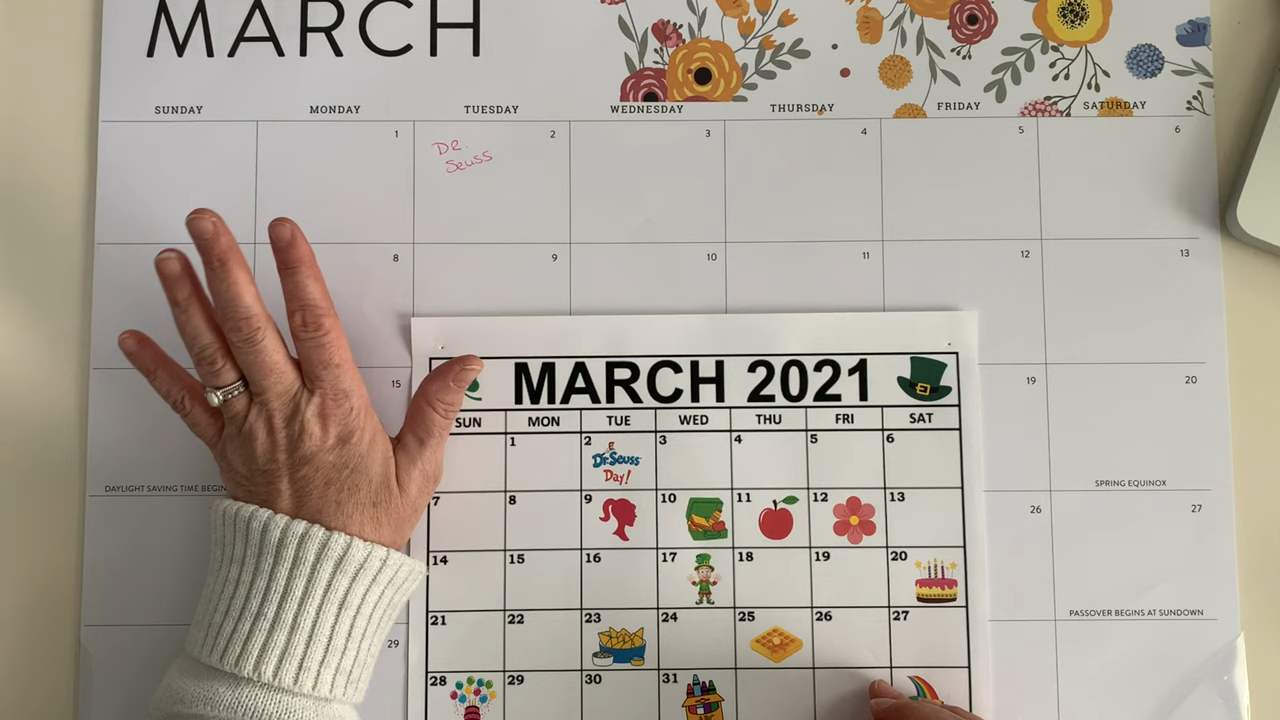 MARCH
SUNDAY MONDAY TUESDAY WEDNESDAY THURSDAY FRIDAY SATURDAY
1 2 3 4 5 6
DR.
Seuss
8 9 10 11 12 13
15 19 20
DAYLIGHT SAVING TIME BEGIN
SPRING EQUINOX
26 27
PASSOVER BEGINS AT SUNDOWN
29
MARCH 2021
SUN MON TUE WED THU FRI SAT
1 2 3 4 5 6
Dr. Seuss
Day!
7 8 9 10 11 12 13
14 15 16 17 18 19 20
21 22 23 24 25 26 27
28 29 30 31